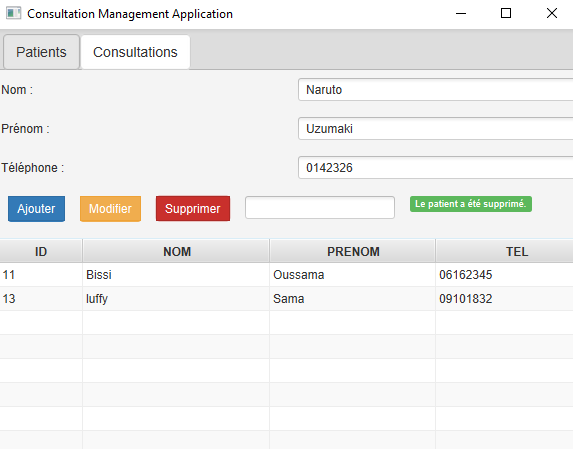 Consultation Management Application
Patients Consultations
Nom : Naruto
Prénom : Uzumaki
Téléphone : 0142326
Ajouter Modifier Supprimer Le patient a été supprimé.
ID NOM PRENOM TEL
11 Bissi Oussama 06162345
13 luffy Sama 09101832